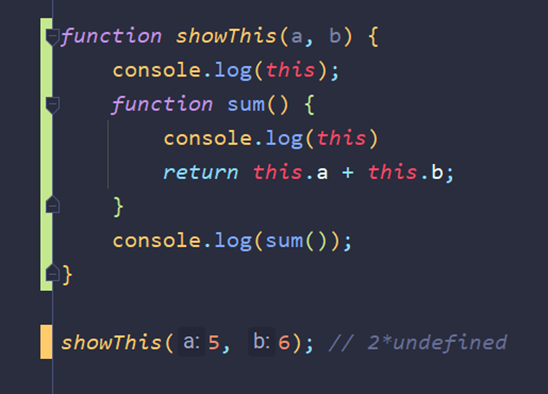 function showThis(a, b) {
console.log(this);
function sum() {
console.log(this)
return this.a + this.b;
}
console.log(sum());
}
showThis( a: 5, b: 6); // 2*undefined